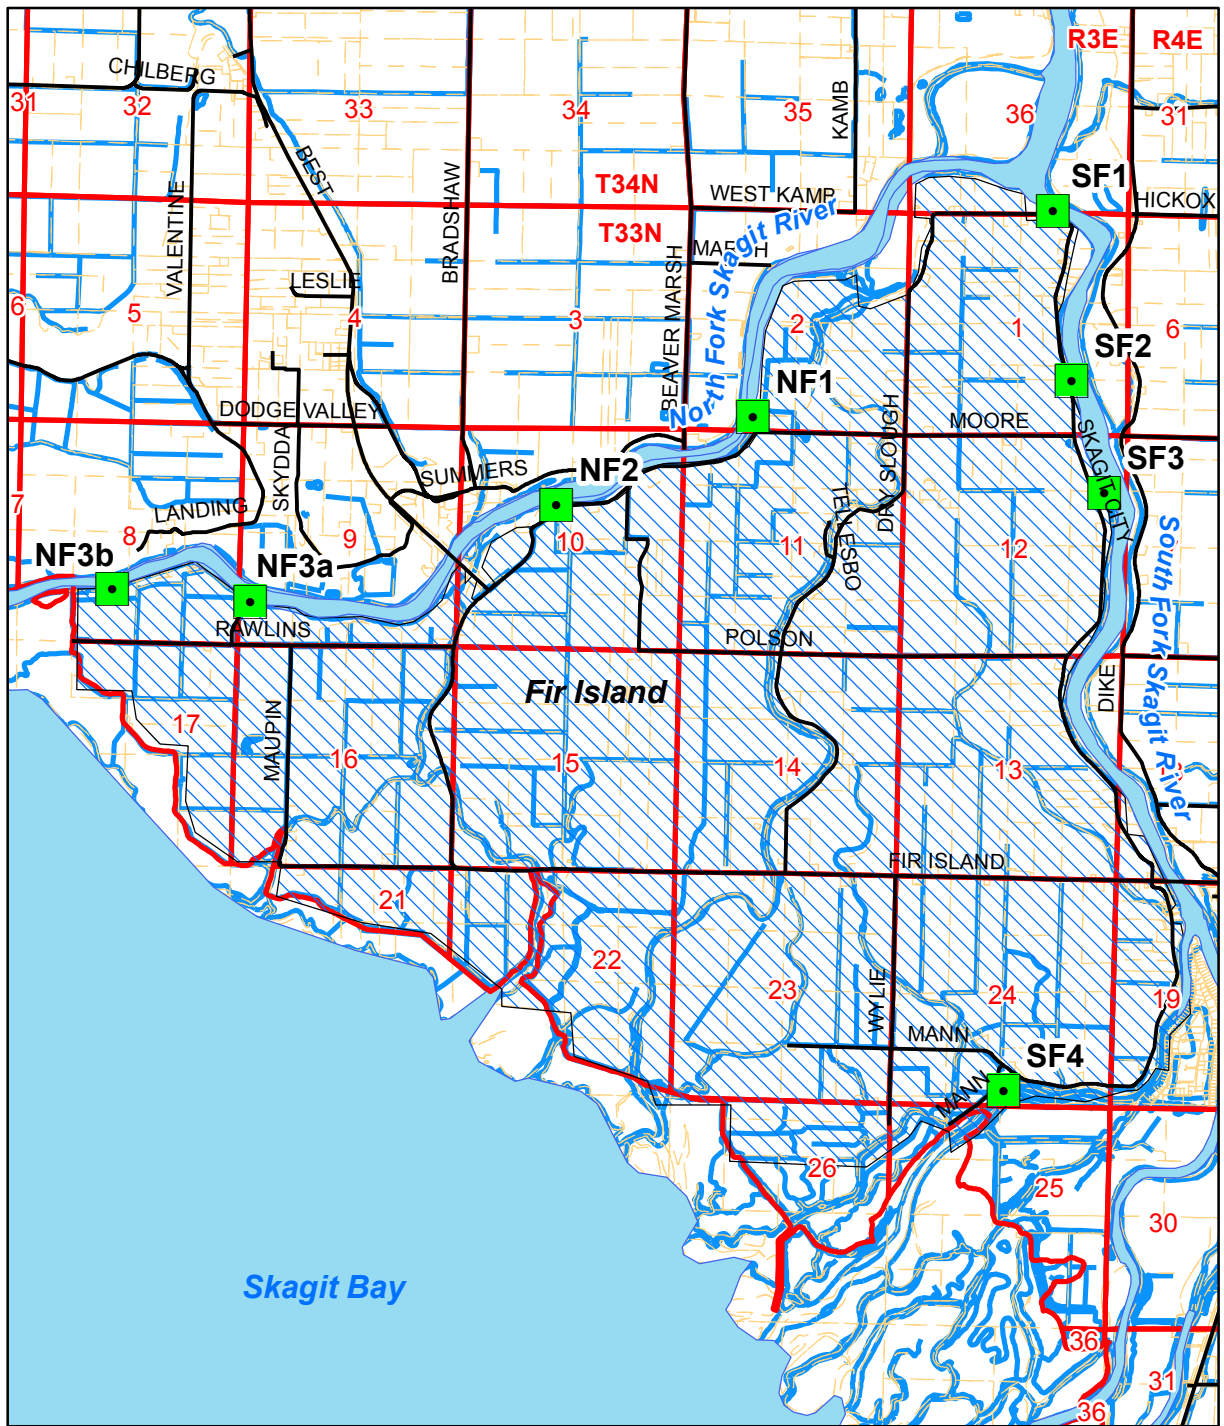 R3E
R4E
CHILBERG
31
32
33
34
35
KAMB
36
31
BEST
T34N
WEST KAMP
SF1
HICKOX
VALENTINE
BRADSHAW
T33N
North Fork Skagit River
MARSH
BEAVER MARSH
LESLIE
6
5
4
3
2
1
6
SF2
NF1
DODGE VALLEY
MOORE
DRY SLOUGH
SKAGIT CITY
SF3
SKYDDA
SUMMERS
NF2
7
LANDING
8
9
10
11
12
South Fork Skagit River
NF3b
NF3a
RAWLINS
POLSON
DIKE
Fir Island
17
MAUPIN
16
15
14
13
FIR ISLAND
21
22
23
WYLIE
24
19
MANN
SF4
MANN
26
25
30
Skagit Bay
36
31
36